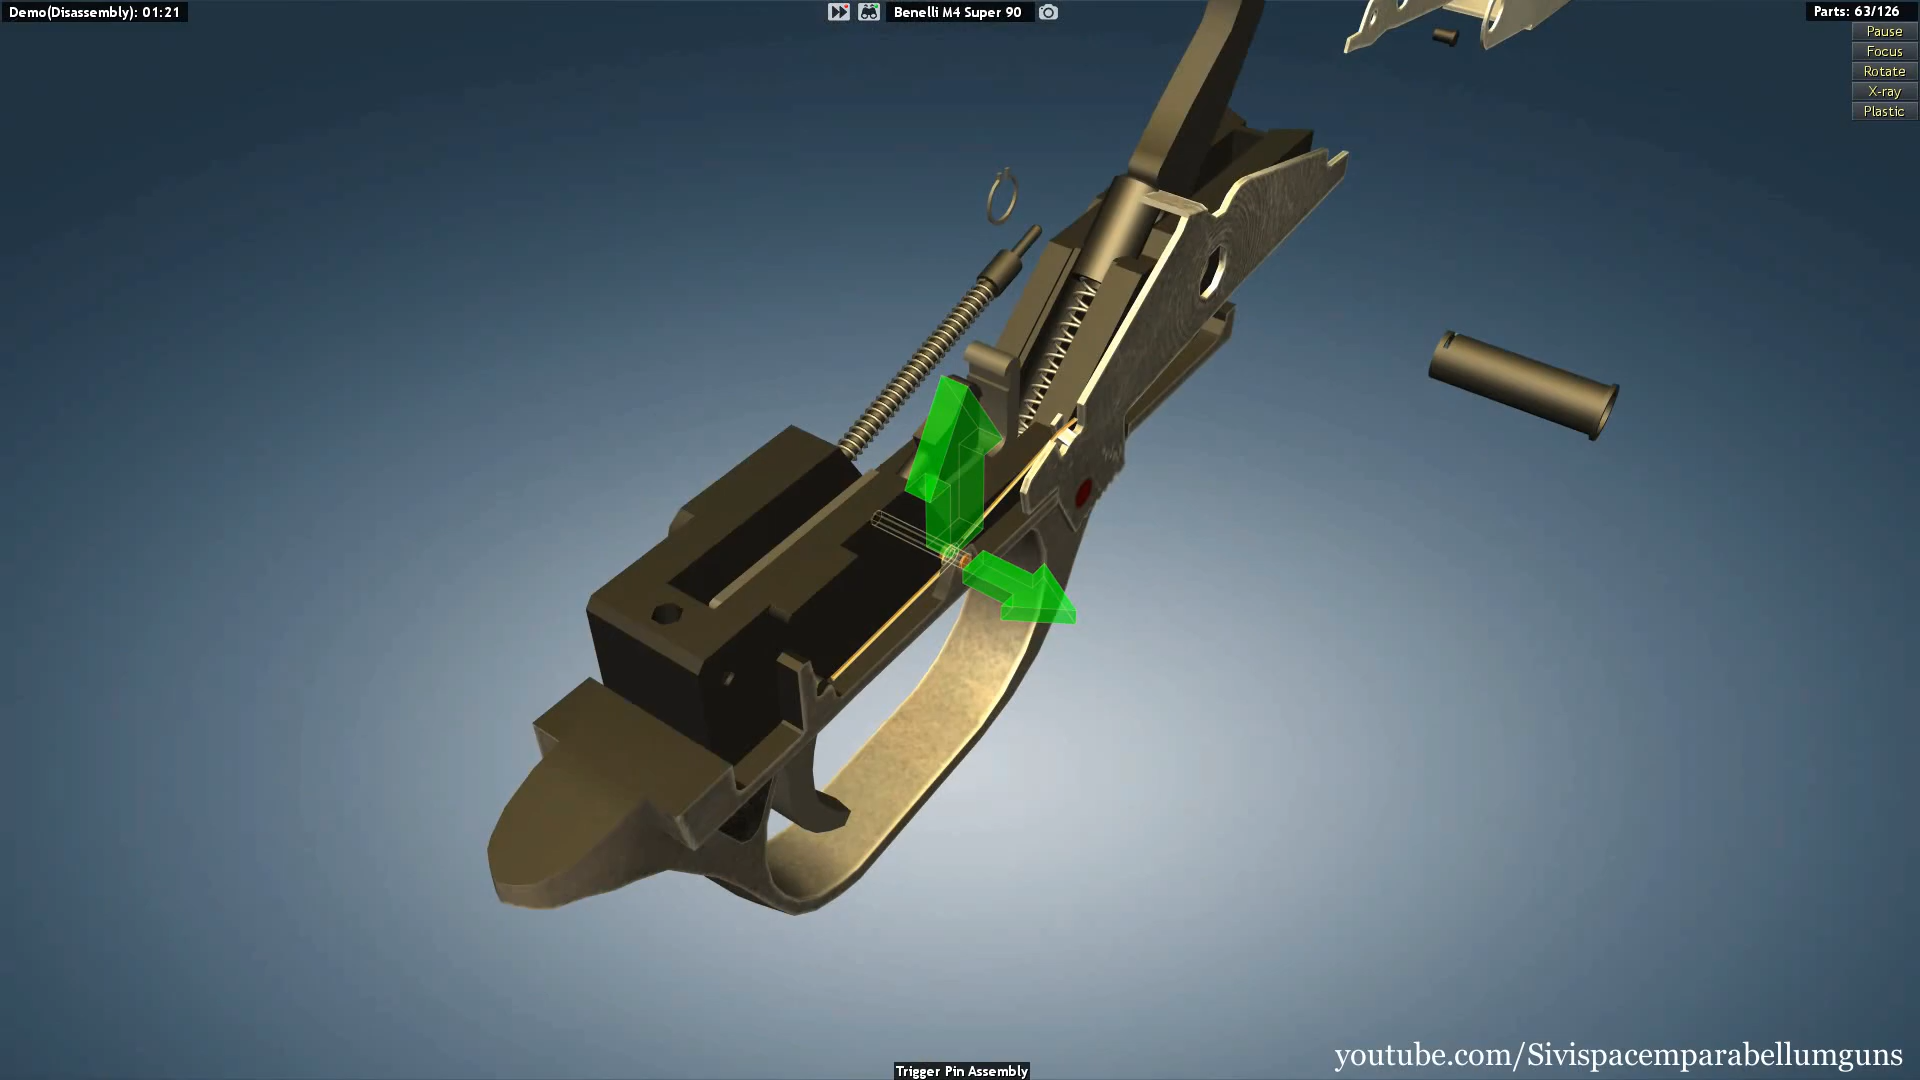 Demo(Disassembly): 01:21
Benelli M4 Super 90
Parts: 63/126
Pause
Focus
Rotate
X-ray
Plastic
Trigger Pin Assembly
youtube.com/Sivispacemparabellumguns